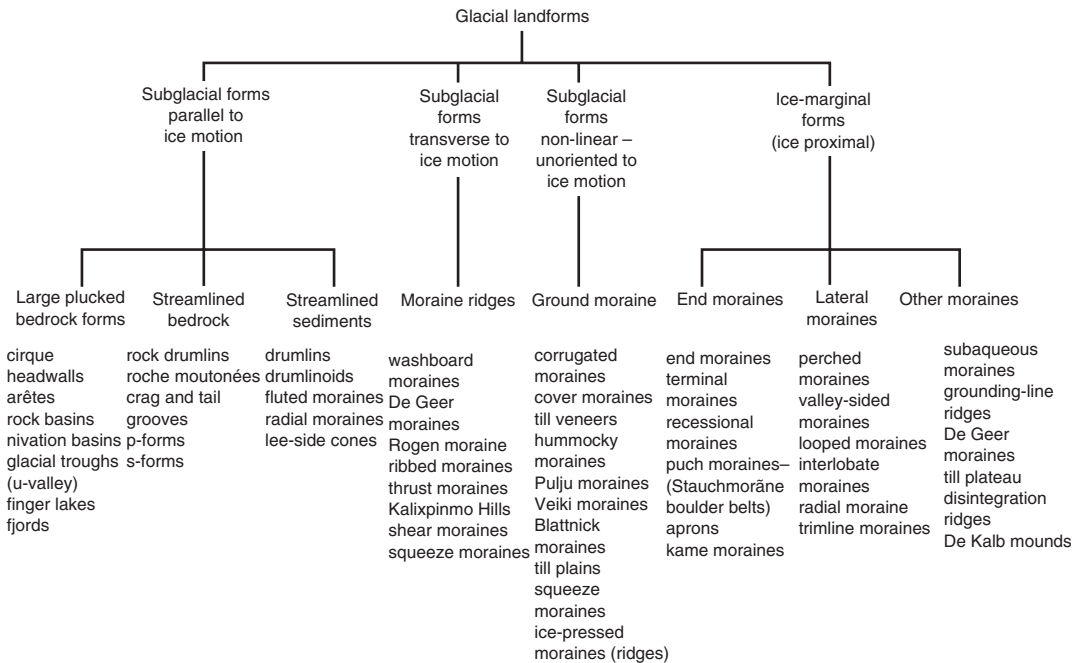 Glacial landforms
Subglacial forms
parallel to
ice motion
Subglacial
forms
transverse to
ice motion
Subglacial
forms
non-linear –
unoriented to
ice motion
Ice-marginal
forms
(ice proximal)
Large plucked
bedrock forms
cirque
headwalls
arêtes
rock basins
nivation basins
glacial troughs
(u-valley)
finger lakes
fjords
Streamlined
bedrock
rock drumlins
roche moutonées
crag and tail
grooves
p-forms
s-forms
Streamlined
sediments
drumlins
drumlinoids
fluted moraines
radial moraines
lee-side cones
Moraine ridges
washboard
moraines
De Geer
moraines
Rogen moraine
ribbed moraines
thrust moraines
Kalixpinmo Hills
shear moraines
squeeze moraines
Ground moraine
corrugated
moraines
cover moraines
till veneers
hummocky
moraines
Pulju moraines
Veiki moraines
Blattnick
moraines
till plains
squeeze
moraines
ice-pressed
moraines (ridges)
End moraines
end moraines
terminal
moraines
recessional
moraines
puch moraines–
(Stauchmorãne
boulder belts)
aprons
kame moraines
Lateral
moraines
perched
moraines
valley-sided
moraines
looped moraines
interlobate
moraines
radial moraine
trimline moraines
Other moraines
subaqueous
moraines
grounding-line
ridges
De Geer
moraines
till plateau
disintegration
ridges
De Kalb mounds